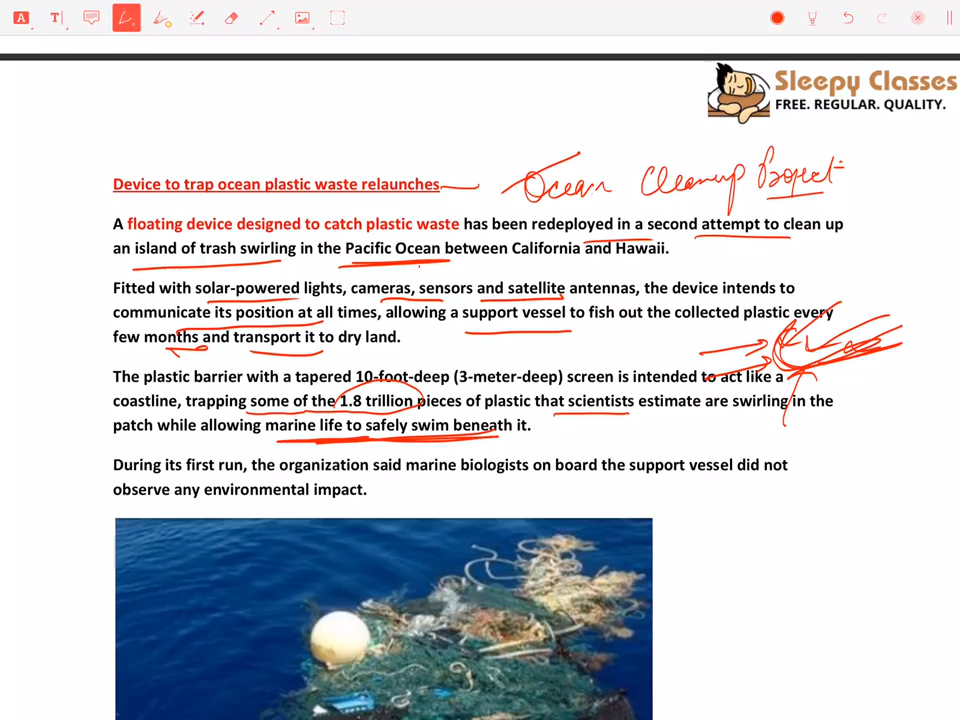 Sleepy Classes
FREE. REGULAR. QUALITY.
Device to trap ocean plastic waste relaunches
Ocean Cleanup Project
A floating device designed to catch plastic waste has been redeployed in a second attempt to clean up
an island of trash swirling in the Pacific Ocean between California and Hawaii.
Fitted with solar-powered lights, cameras, sensors and satellite antennas, the device intends to
communicate its position at all times, allowing a support vessel to fish out the collected plastic every
few months and transport it to dry land.
The plastic barrier with a tapered 10-foot-deep (3-meter-deep) screen is intended to act like a
coastline, trapping some of the 1.8 trillion pieces of plastic that scientists estimate are swirling in the
patch while allowing marine life to safely swim beneath it.
During its first run, the organization said marine biologists on board the support vessel did not
observe any environmental impact.